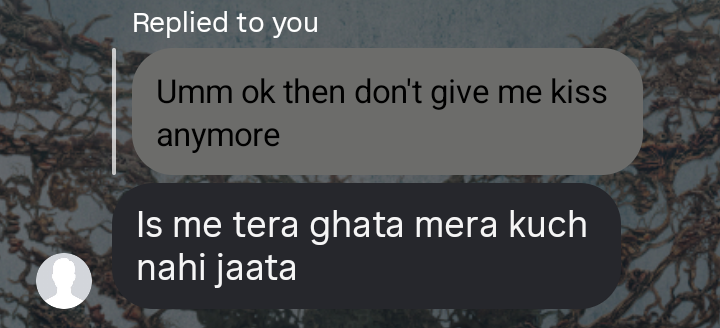 Replied to you
Umm ok then don't give me kiss
anymore
Is me tera ghata mera kuch
nahi jaata